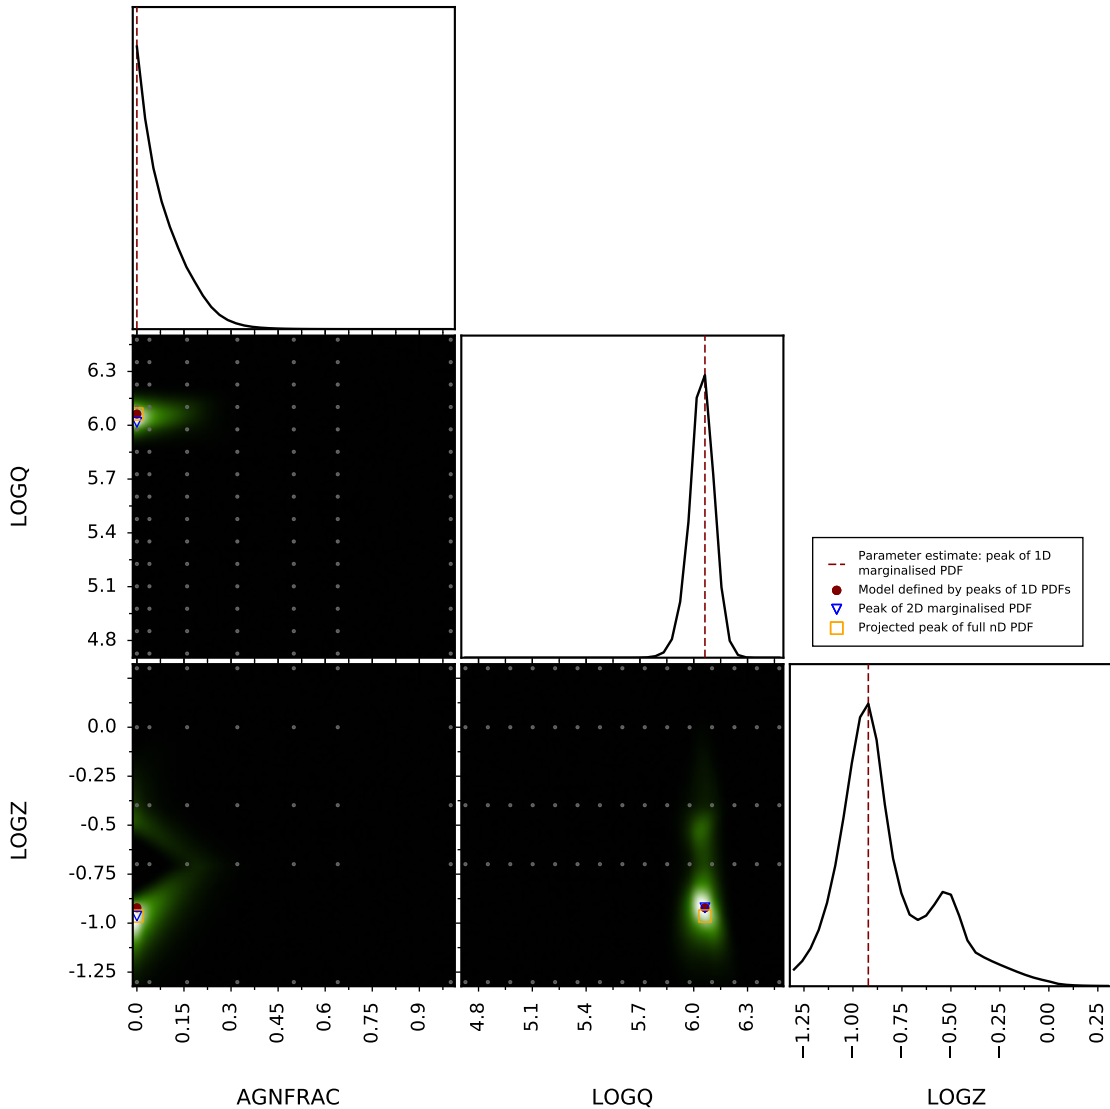 6.3
6.0
5.7
5.4
5.1
4.8
LOGQ
Parameter estimate: peak of 1D
marginalised PDF
Model defined by peaks of 1D PDFs
Peak of 2D marginalised PDF
Projected peak of full nD PDF
0.0
-0.25
-0.5
-0.75
-1.0
-1.25
LOGZ
0.0 0.15 0.3 0.45 0.6 0.75 0.9
4.8 5.1 5.4 5.7 6.0 6.3
−1.25 −1.00 −0.75 −0.50 −0.25 0.00 0.25
AGNFRAC LOGQ LOGZ